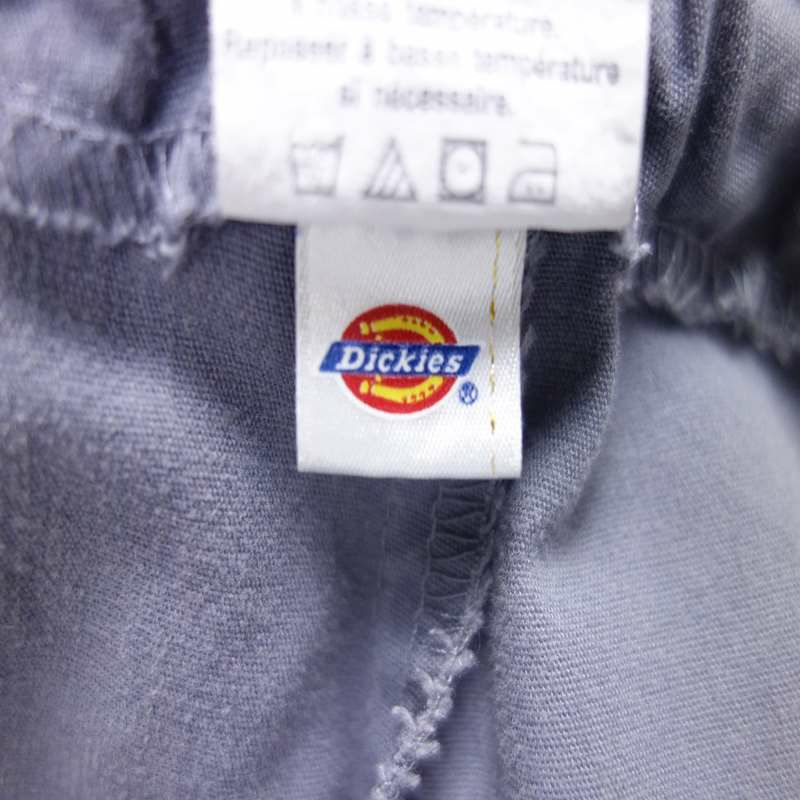 à basse température.
Repasser à basse température
si nécessaire.
Dickies
®